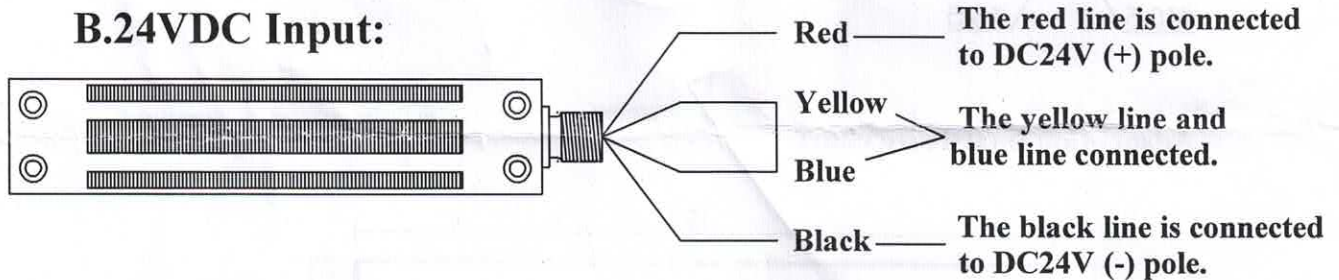 B.24VDC Input:
Red
The red line is connected
to DC24V (+) pole.
Yellow
Blue
The yellow line and
blue line connected.
Black
The black line is connected
to DC24V (-) pole.